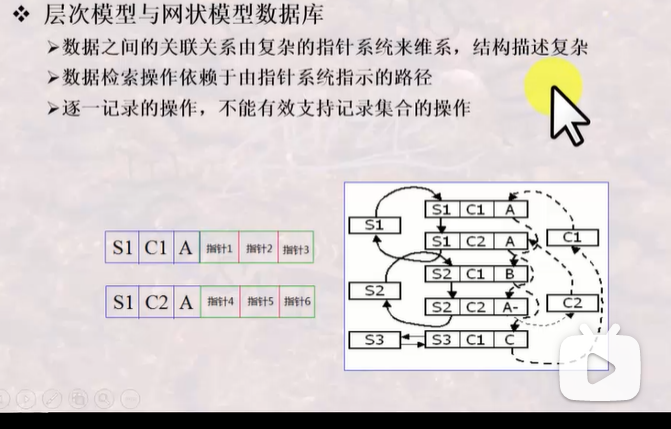 ❖ 层次模型与网状模型数据库
➢数据之间的关联关系由复杂的指针系统来维系，结构描述复杂
➢数据检索操作依赖于由指针系统指示的路径
➢逐一记录的操作，不能有效支持记录集合的操作
S1 C1 A 指针1 指针2 指针3
S1 C2 A 指针4 指针5 指针6
S1 C1 A
S1
S1 C2 A
C1
S2 C1 B
S2
S2 C2 A-
C2
S3
S3 C1 C